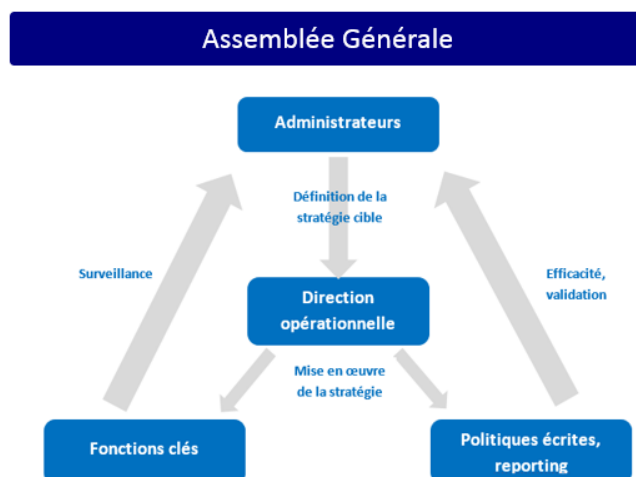 Assemblée Générale
Administrateurs
Définition de la
stratégie cible
Surveillance
Efficacité,
validation
Direction
opérationnelle
Mise en œuvre
de la stratégie
Fonctions clés
Politiques écrites,
reporting